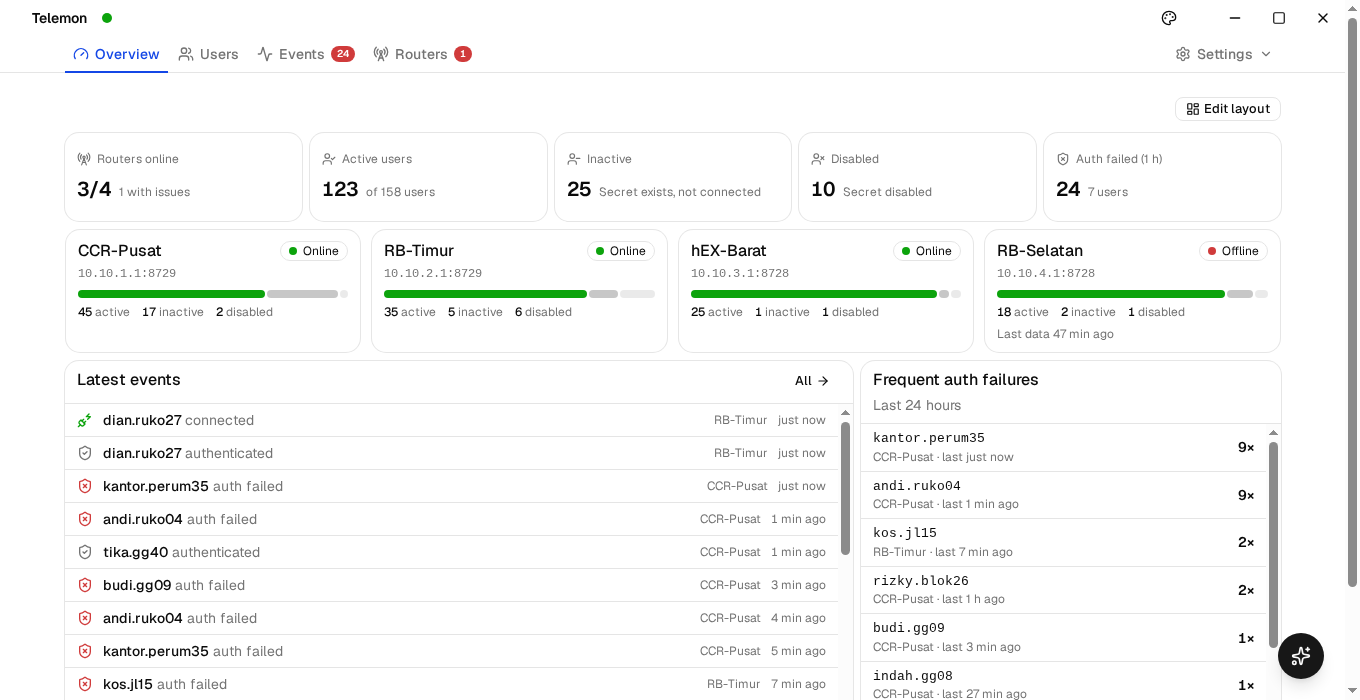 Telemon
Overview Users Events 24 Routers 1 Settings
Edit layout
Routers online
3/4 1 with issues
Active users
123 of 158 users
Inactive
25 Secret exists, not connected
Disabled
10 Secret disabled
Auth failed (1 h)
24 7 users
CCR-Pusat Online
10.10.1.1:8729
45 active 17 inactive 2 disabled
RB-Timur Online
10.10.2.1:8729
35 active 5 inactive 6 disabled
hEX-Barat Online
10.10.3.1:8728
25 active 1 inactive 1 disabled
RB-Selatan Offline
10.10.4.1:8728
18 active 2 inactive 1 disabled
Last data 47 min ago
Latest events All
dian.ruko27 connected RB-Timur just now
dian.ruko27 authenticated RB-Timur just now
kantor.perum35 auth failed CCR-Pusat just now
andi.ruko04 auth failed CCR-Pusat 1 min ago
tika.gg40 authenticated CCR-Pusat 1 min ago
budi.gg09 auth failed CCR-Pusat 3 min ago
andi.ruko04 auth failed CCR-Pusat 4 min ago
kantor.perum35 auth failed CCR-Pusat 5 min ago
kos.jl15 auth failed RB-Timur 7 min ago
Frequent auth failures
Last 24 hours
kantor.perum35 9×
CCR-Pusat · last just now
andi.ruko04 9×
CCR-Pusat · last 1 min ago
kos.jl15 2×
RB-Timur · last 7 min ago
rizky.blok26 2×
CCR-Pusat · last 1 h ago
budi.gg09 1×
CCR-Pusat · last 3 min ago
indah.gg08 1×
CCR-Pusat · last 27 min ago